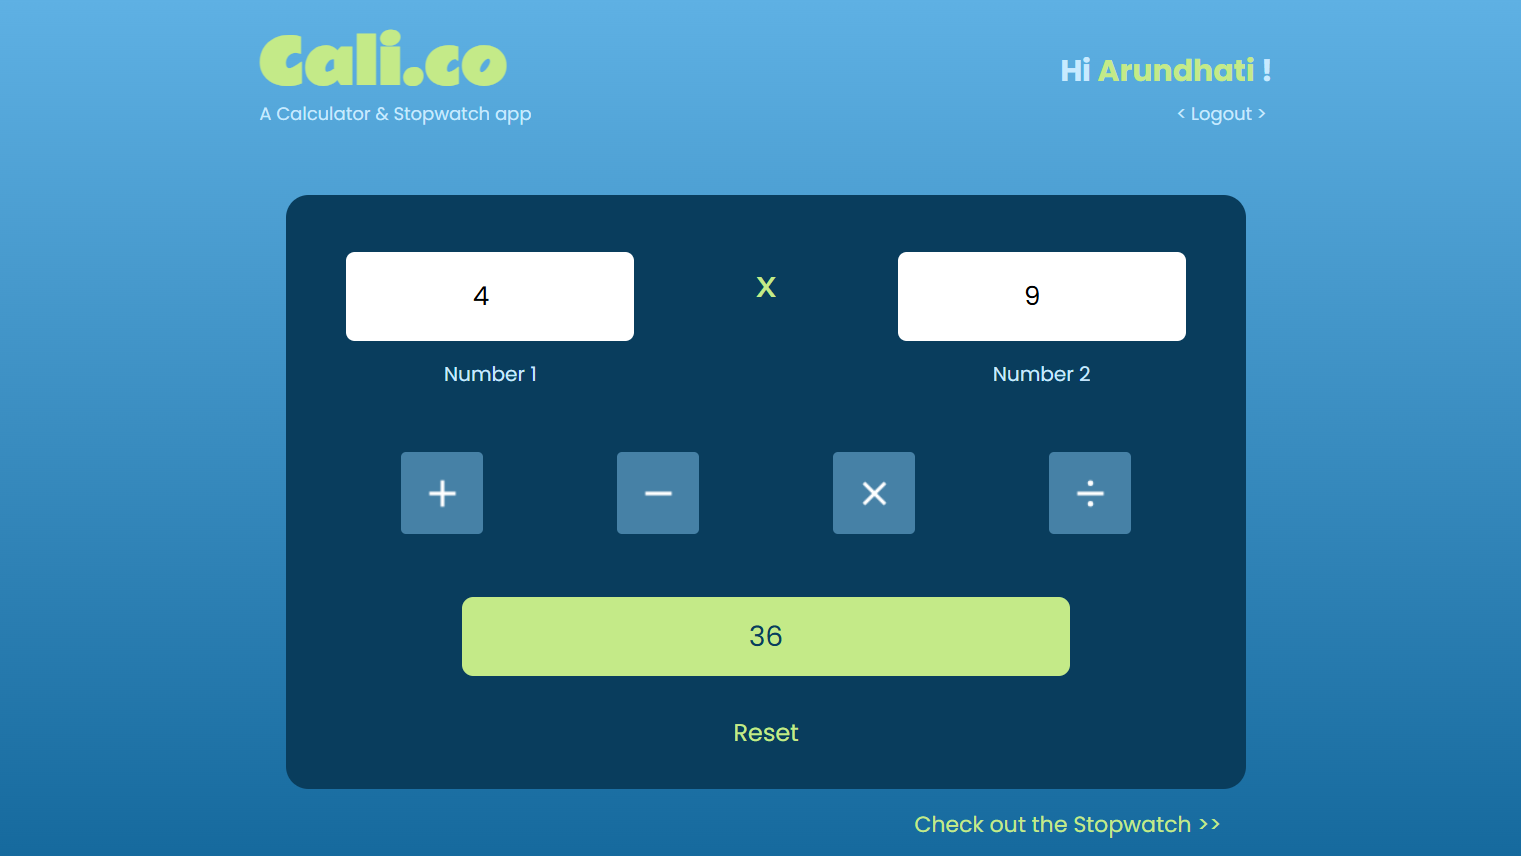 Cali.co
Hi Arundhati !
A Calculator & Stopwatch app
< Logout >
4 x 9
Number 1
Number 2
+ − × ÷
36
Reset
Check out the Stopwatch >>